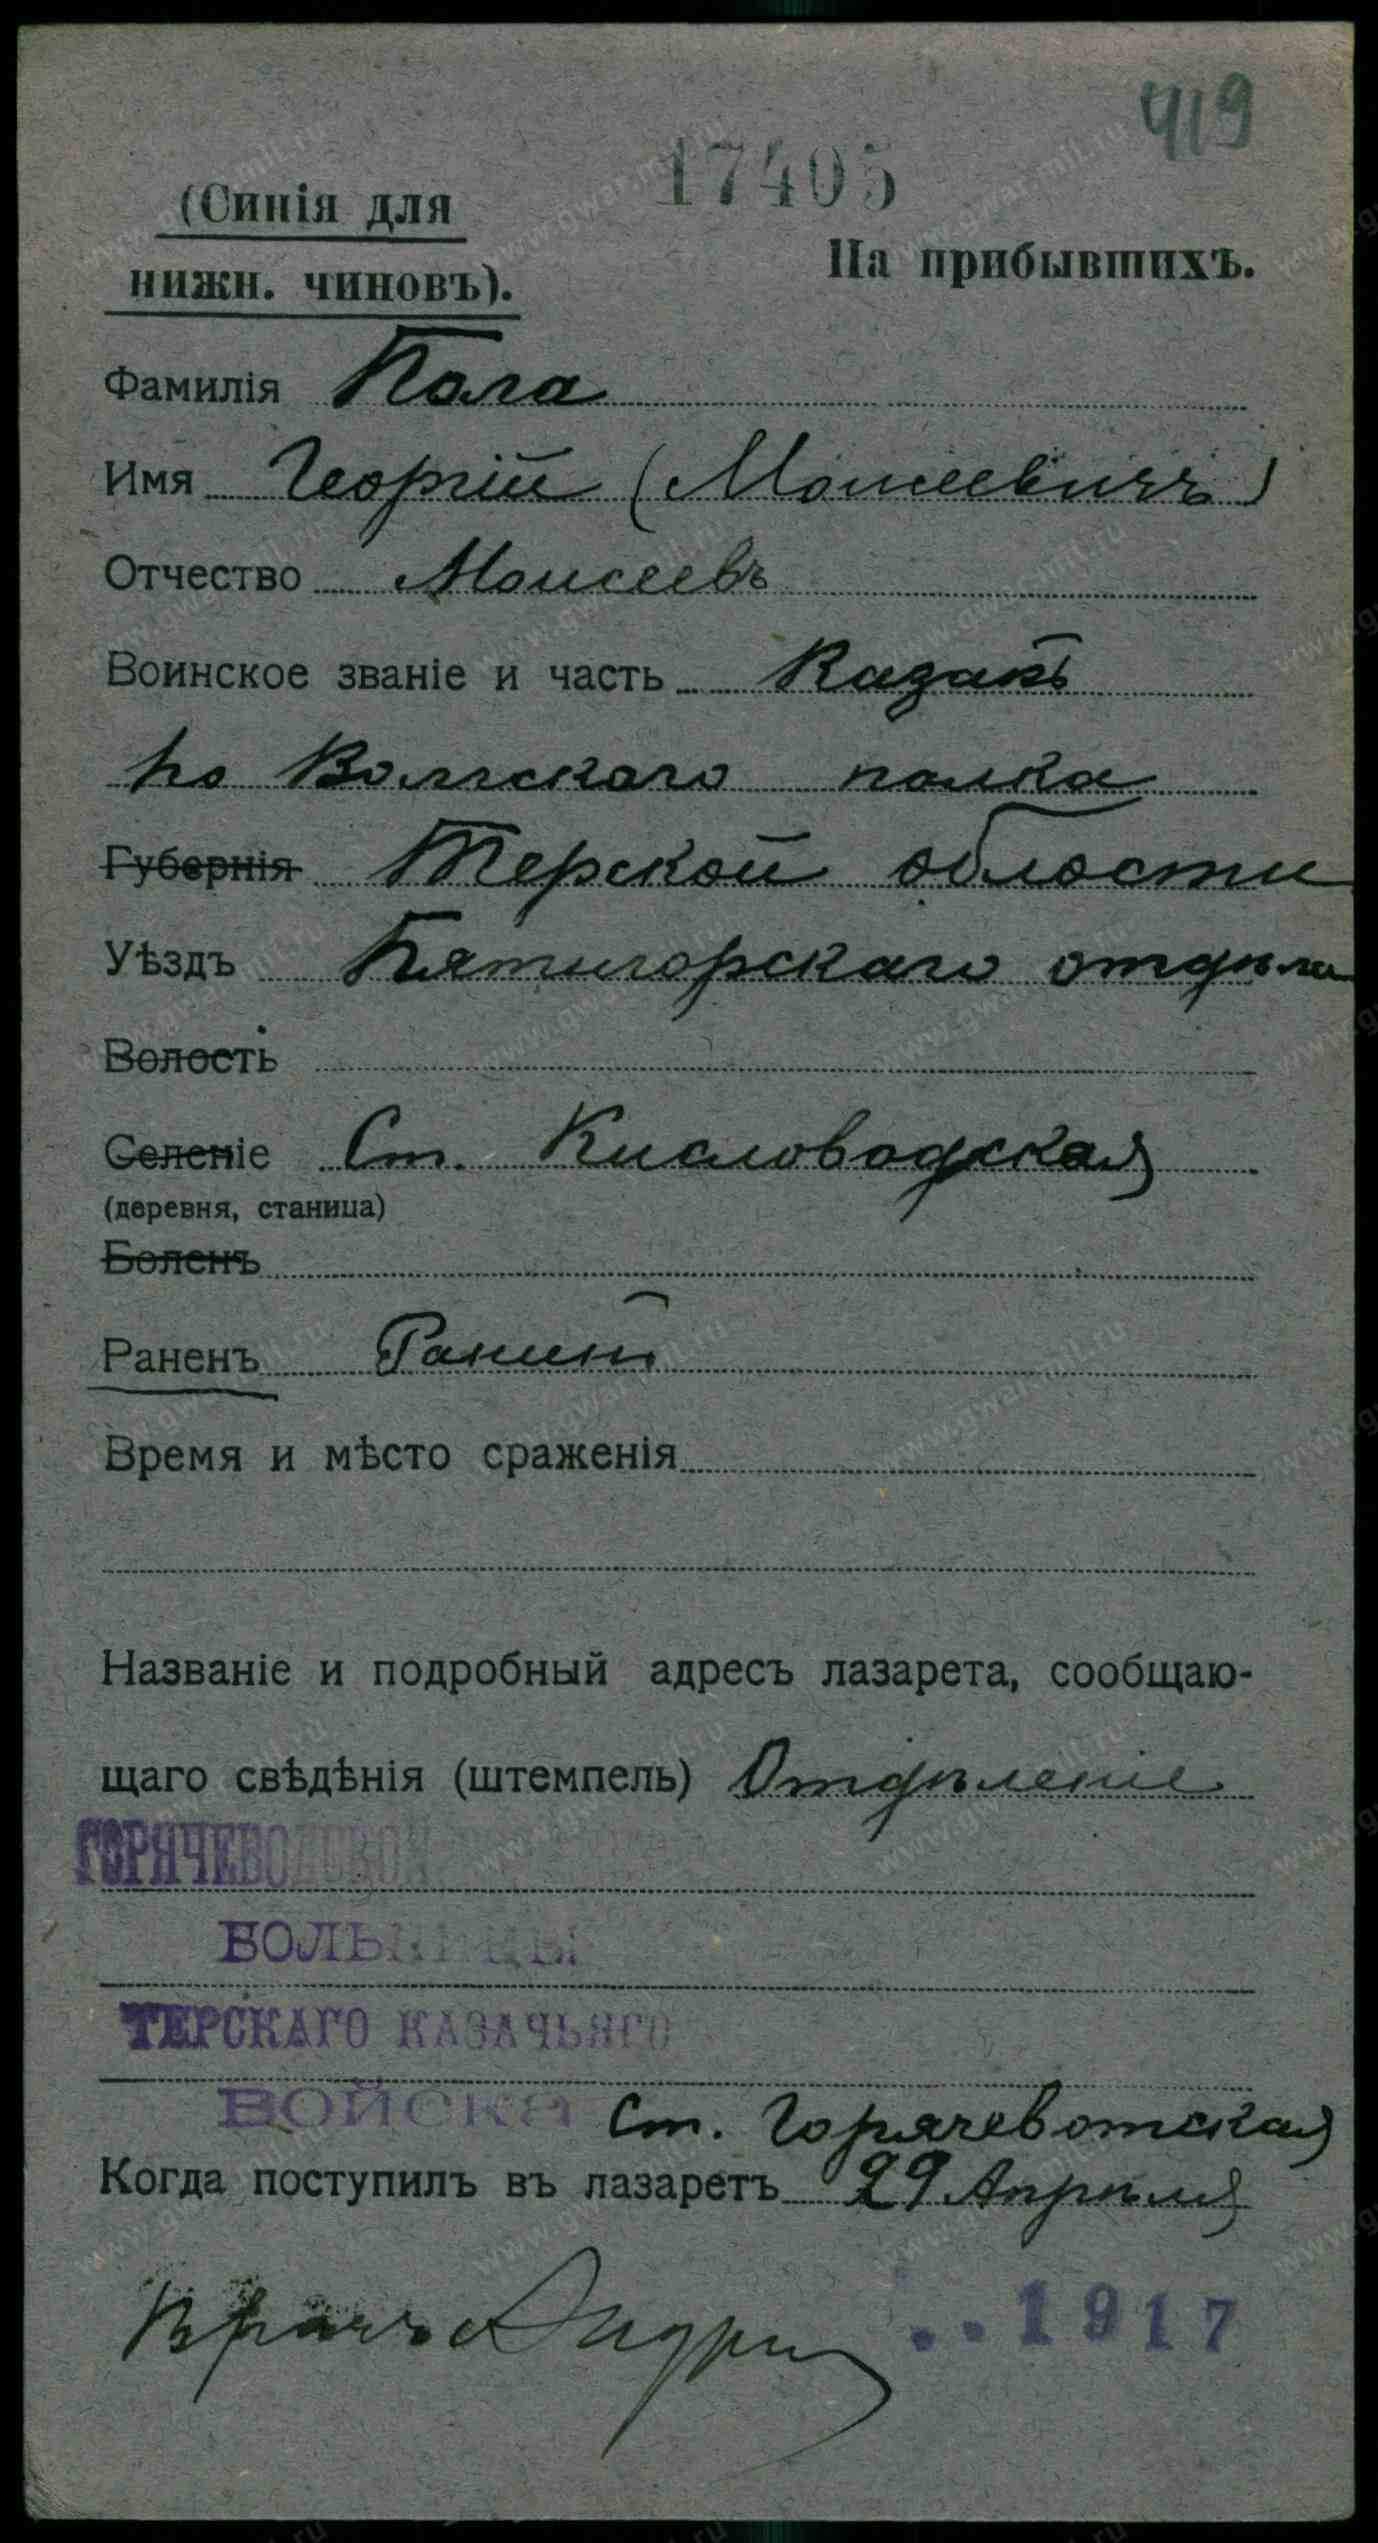 419
17405
(Синія для
нижн. чиновъ).
На прибывшихъ.
Фамилія Пола
Имя Георгій (Моисеевичъ)
Отчество Моисеевъ
Воинское званіе и часть Казакъ
го Волгскаго полка
Губернія Терской области
Уѣздъ Пятигорскаго отдѣла
Волость
Селеніе Ст. Кисловодская
(деревня, станица)
Боленъ
Раненъ Раненъ
Время и мѣсто сраженія
Названіе и подробный адресъ лазарета, сообщаю-
щаго свѣдѣнія (штемпель) Отдѣленіе
ГОРЯЧЕВОДСКОЙ
БОЛЬНИЦЫ
ТЕРСКАГО КАЗАЧЬЯГО
ВОЙСКА ст. Горячевотская
Когда поступилъ въ лазаретъ 29 Апрѣля
Врачъ
1917